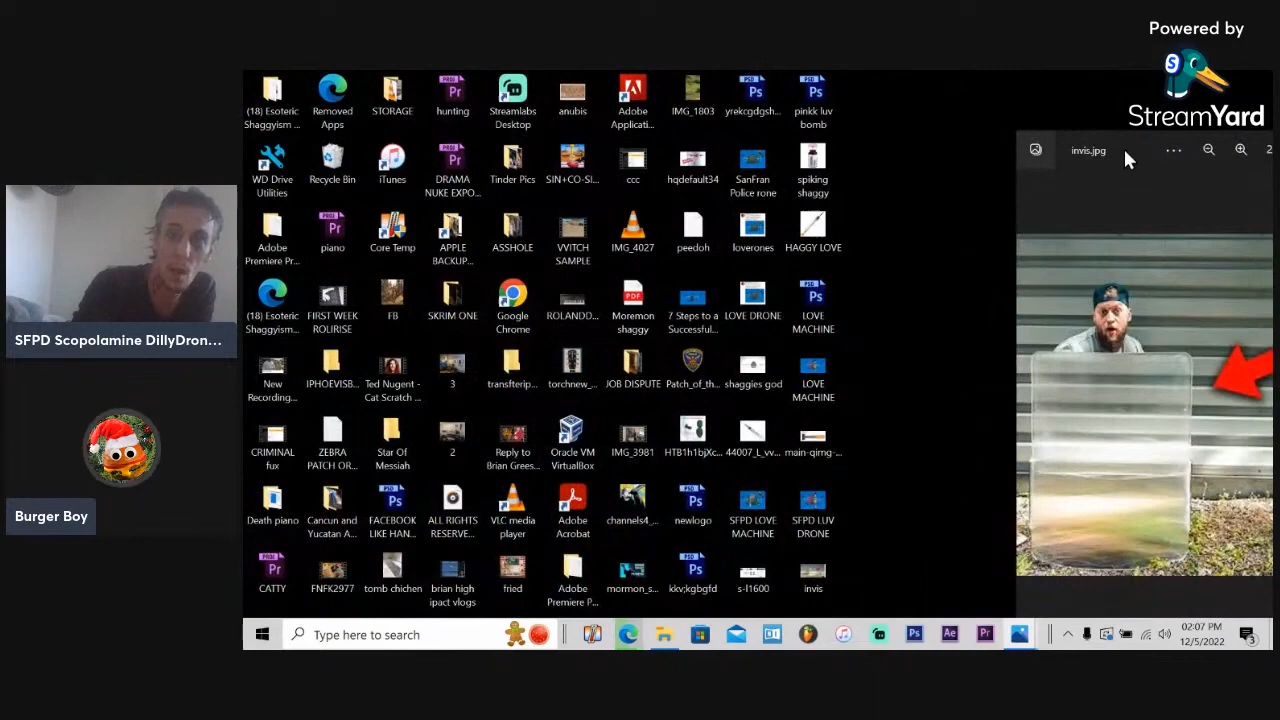 Powered by
StreamYard
(18) Esoteric
Shaggyism ...
Removed
Apps
STORAGE
hunting
Streamlabs
Desktop
anubis
Adobe
Applicati...
IMG_1803
yrekcgdgsh...
pinkk luv
bomb
invis.jpg
2
WD Drive
Utilities
Recycle Bin
iTunes
DRAMA
NUKE EXPO...
Tinder Pics
SIN+CO-SI...
ccc
hqdefault34
SanFran
Police rone
spiking
shaggy
Adobe
Premiere Pr...
piano
Core Temp
APPLE
BACKUP...
ASSHOLE
VVITCH
SAMPLE
IMG_4027
peedoh
loverones
HAGGY LOVE
(18) Esoteric
Shaggyism...
FIRST WEEK
ROLIRISE
FB
SKRIM ONE
Google
Chrome
ROLANDD...
Moremon
shaggy
7 Steps to a
Successful...
LOVE DRONE
LOVE
MACHINE
SFPD Scopolamine DillyDron...
New
Recording...
IPHOEVISB...
Ted Nugent -
Cat Scratch ...
3
transfterip...
torchnew_...
JOB DISPUTE
Patch_of_th...
shaggies god
LOVE
MACHINE
CRIMINAL
fux
ZEBRA
PATCH OR...
Star Of
Messiah
2
Reply to
Brian Grees...
Oracle VM
VirtualBox
IMG_3981
HTB1h1bjXc...
44007_L_vv...
main-qimg-...
Burger Boy
Death piano
Cancun and
Yucatan A...
FACEBOOK
LIKE HAN...
ALL RIGHTS
RESERVE...
VLC media
player
Adobe
Acrobat
channels4_...
newlogo
SFPD LOVE
MACHINE
SFPD LUV
DRONE
CATTY
FNFK2977
tomb chichen
brian high
ipact vlogs
fried
Adobe
Premiere P...
mormon_s...
kkv;kgbgfd
s-l1600
invis
Type here to search
02:07 PM
12/5/2022
3